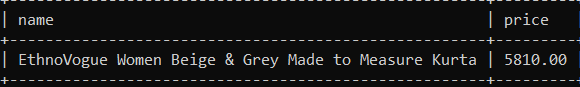 name price
EthnoVogue Women Beige & Grey Made to Measure Kurta 5810.00